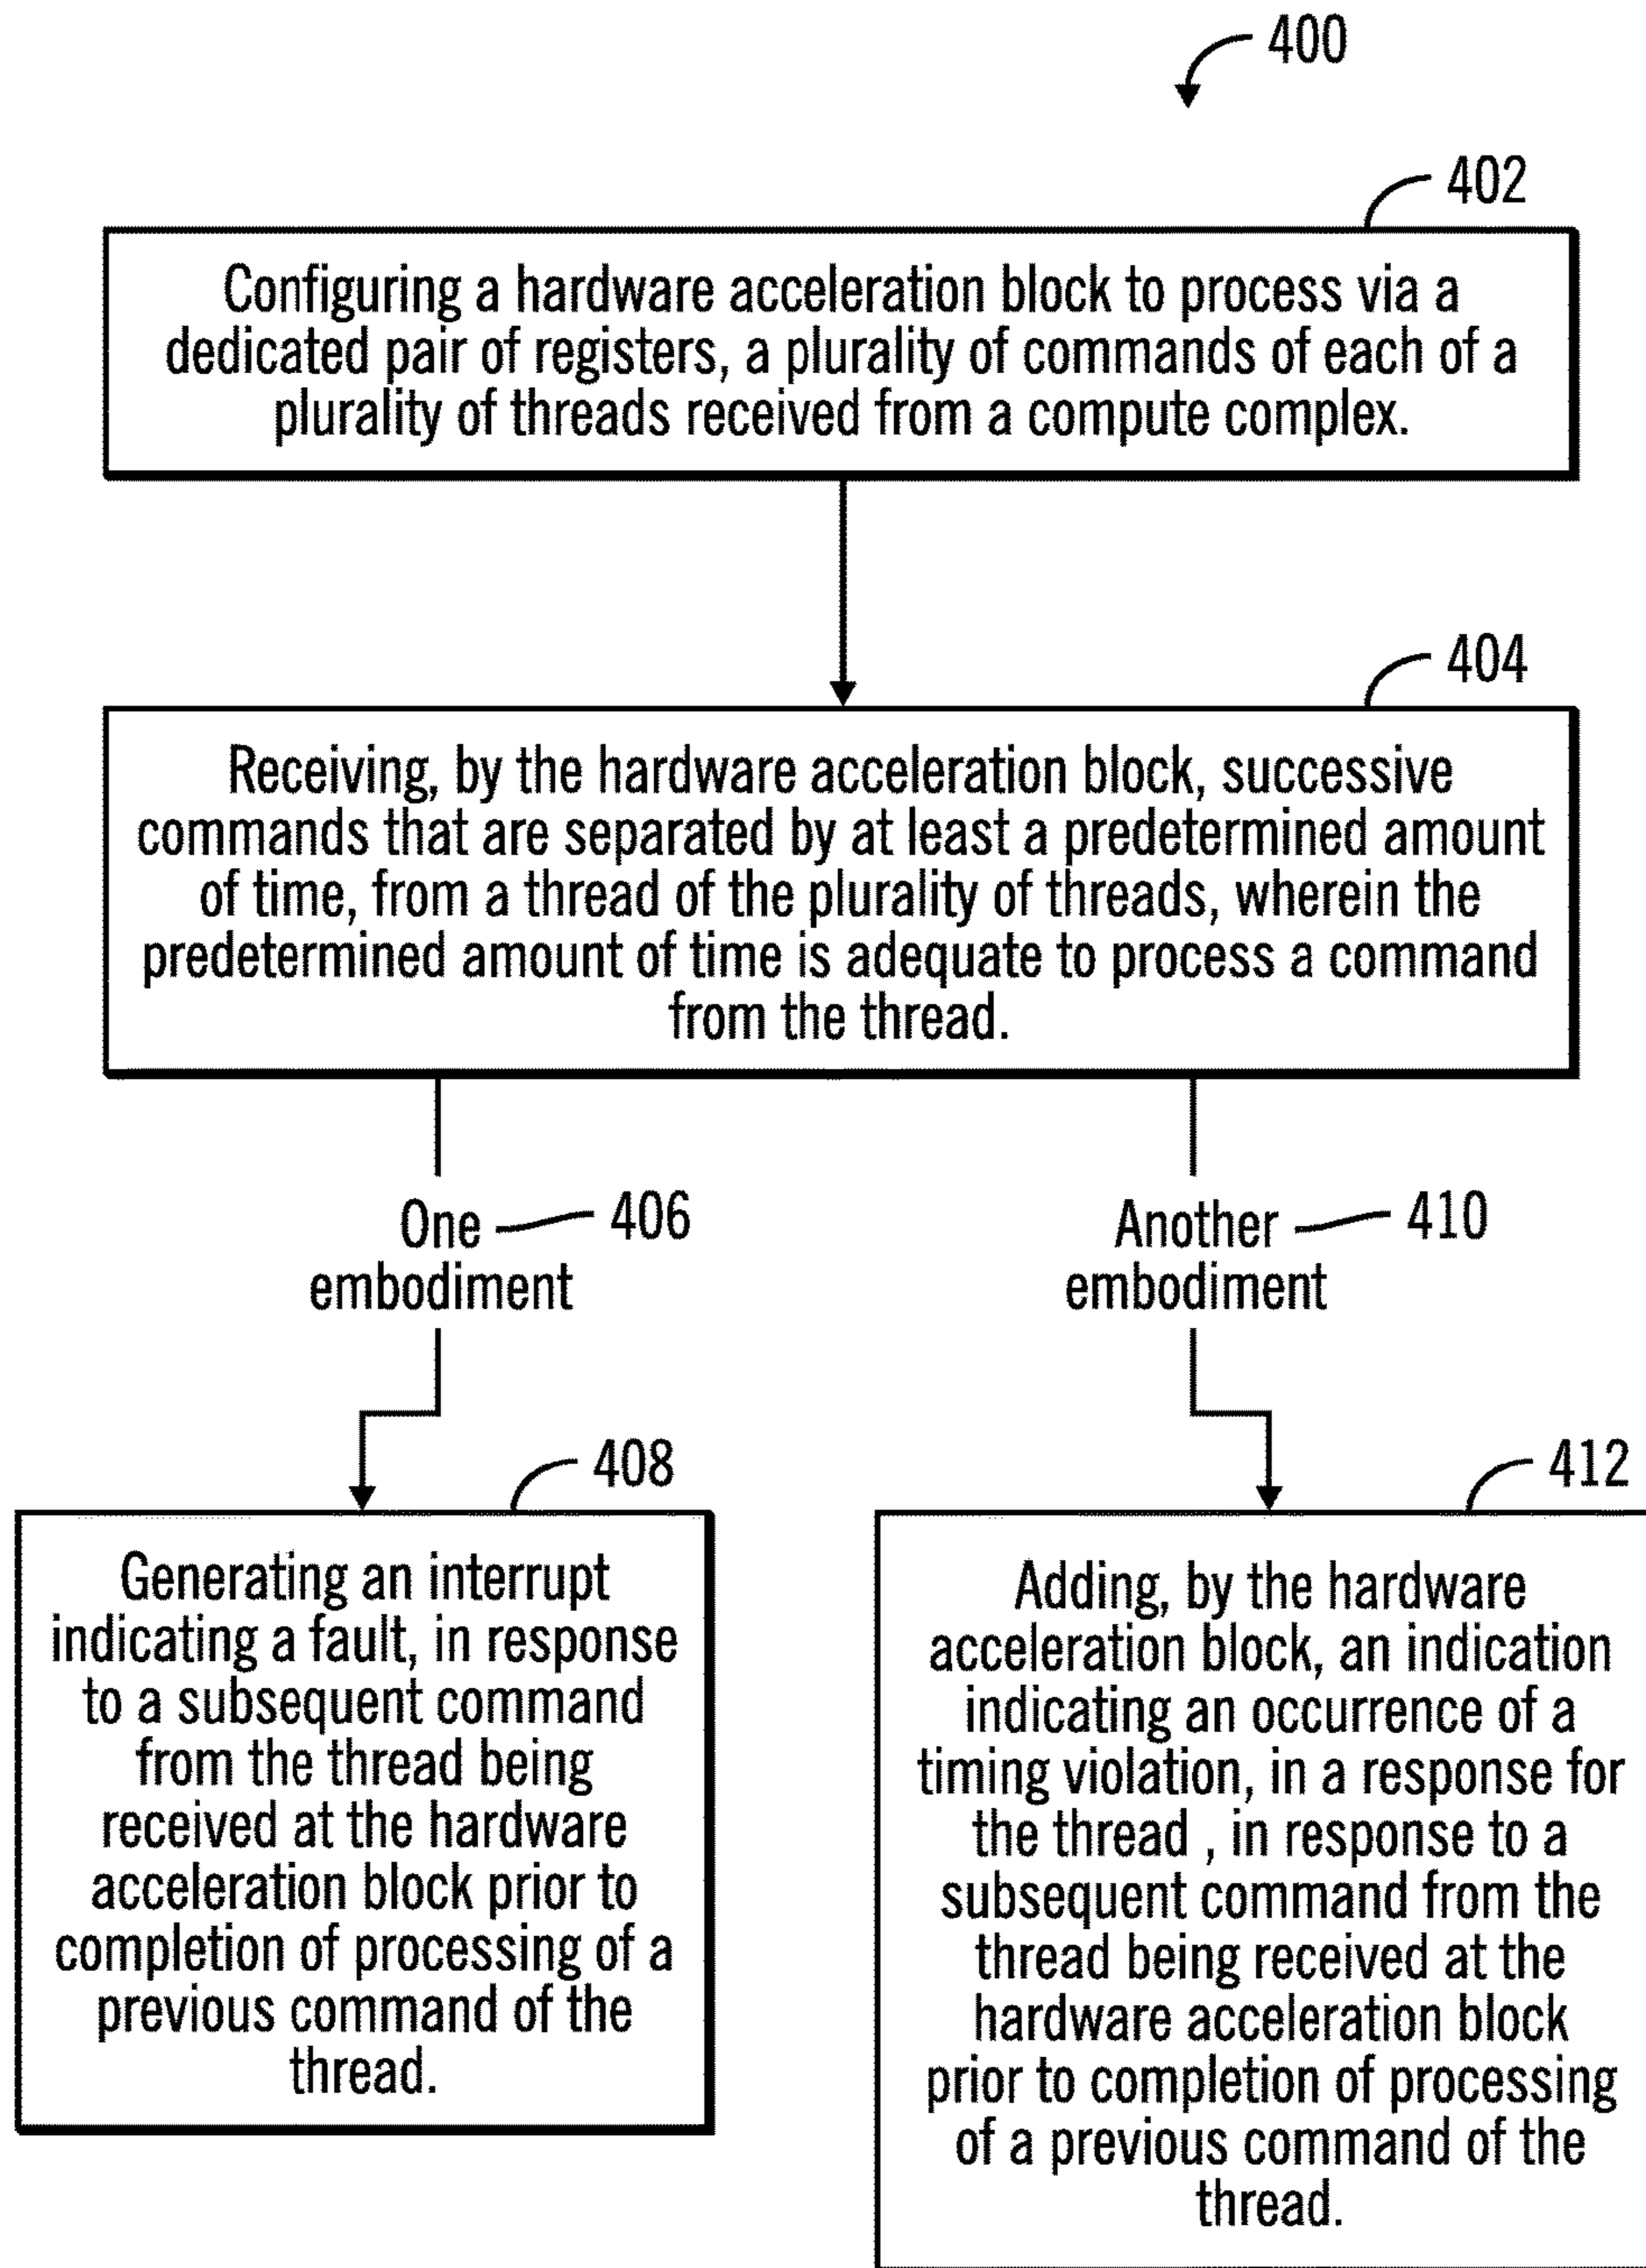 400
402
Configuring a hardware acceleration block to process via a
dedicated pair of registers, a plurality of commands of each of a
plurality of threads received from a compute complex.
404
Receiving, by the hardware acceleration block, successive
commands that are separated by at least a predetermined amount
of time, from a thread of the plurality of threads, wherein the
predetermined amount of time is adequate to process a command
from the thread.
One 406
embodiment
Another 410
embodiment
408
Generating an interrupt
indicating a fault, in response
to a subsequent command
from the thread being
received at the hardware
acceleration block prior to
completion of processing of a
previous command of the
thread.
412
Adding, by the hardware
acceleration block, an indication
indicating an occurrence of a
timing violation, in a response for
the thread , in response to a
subsequent command from the
thread being received at the
hardware acceleration block
prior to completion of processing
of a previous command of the
thread.